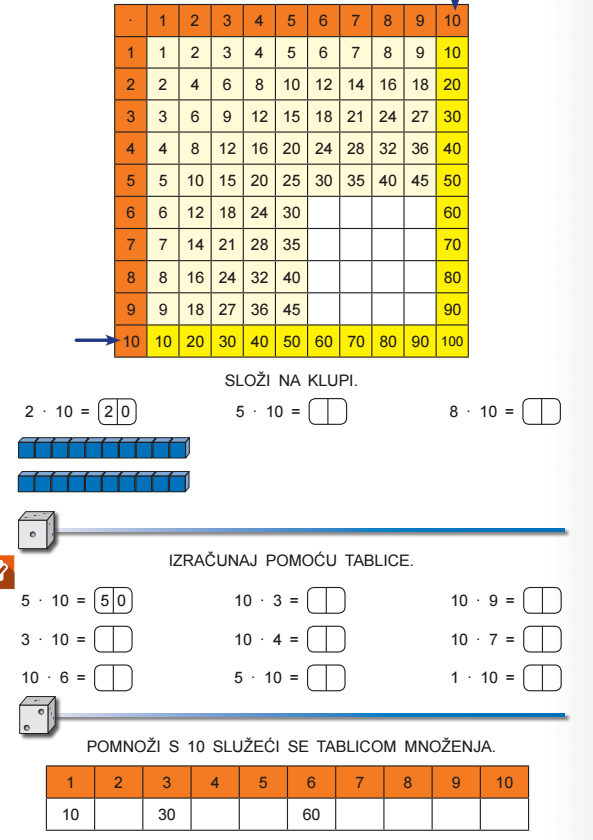 · 1 2 3 4 5 6 7 8 9 10
1 1 2 3 4 5 6 7 8 9 10
2 2 4 6 8 10 12 14 16 18 20
3 3 6 9 12 15 18 21 24 27 30
4 4 8 12 16 20 24 28 32 36 40
5 5 10 15 20 25 30 35 40 45 50
6 6 12 18 24 30 60
7 7 14 21 28 35 70
8 8 16 24 32 40 80
9 9 18 27 36 45 90
10 10 20 30 40 50 60 70 80 90 100
SLOŽI NA KLUPI.
2 · 10 = 20 5 · 10 = 8 · 10 =
IZRAČUNAJ POMOĆU TABLICE.
5 · 10 = 50 10 · 3 = 10 · 9 =
3 · 10 = 10 · 4 = 10 · 7 =
10 · 6 = 5 · 10 = 1 · 10 =
POMNOŽI S 10 SLUŽEĆI SE TABLICOM MNOŽENJA.
1 2 3 4 5 6 7 8 9 10
10 30 60